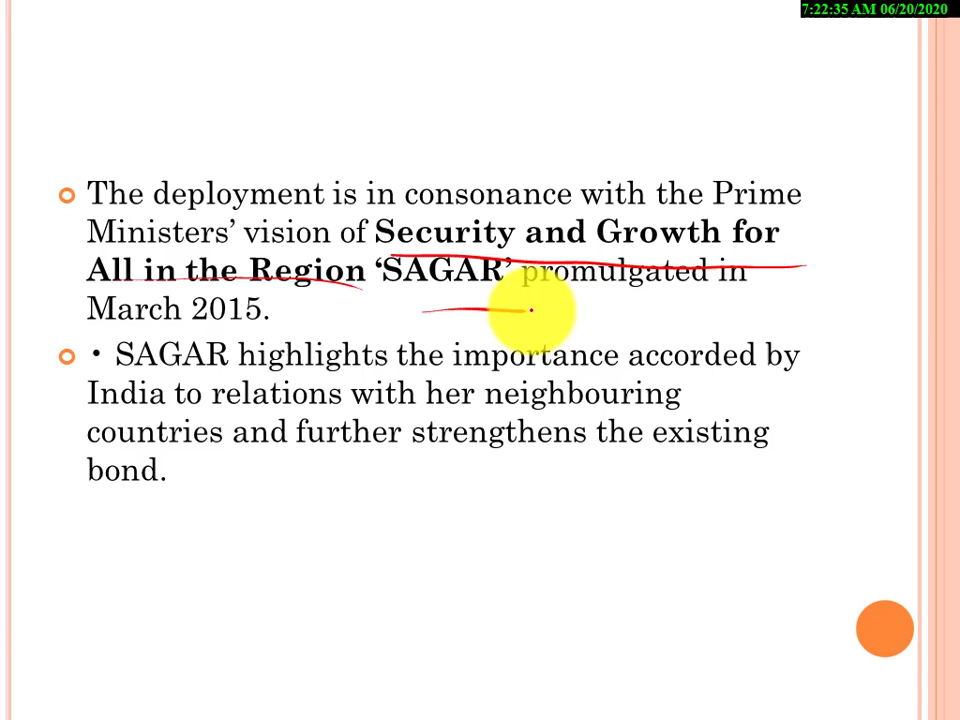 7:22:35 AM 06/20/2020
The deployment is in consonance with the Prime
Ministers’ vision of Security and Growth for
All in the Region ‘SAGAR’ promulgated in
March 2015.
• SAGAR highlights the importance accorded by
India to relations with her neighbouring
countries and further strengthens the existing
bond.